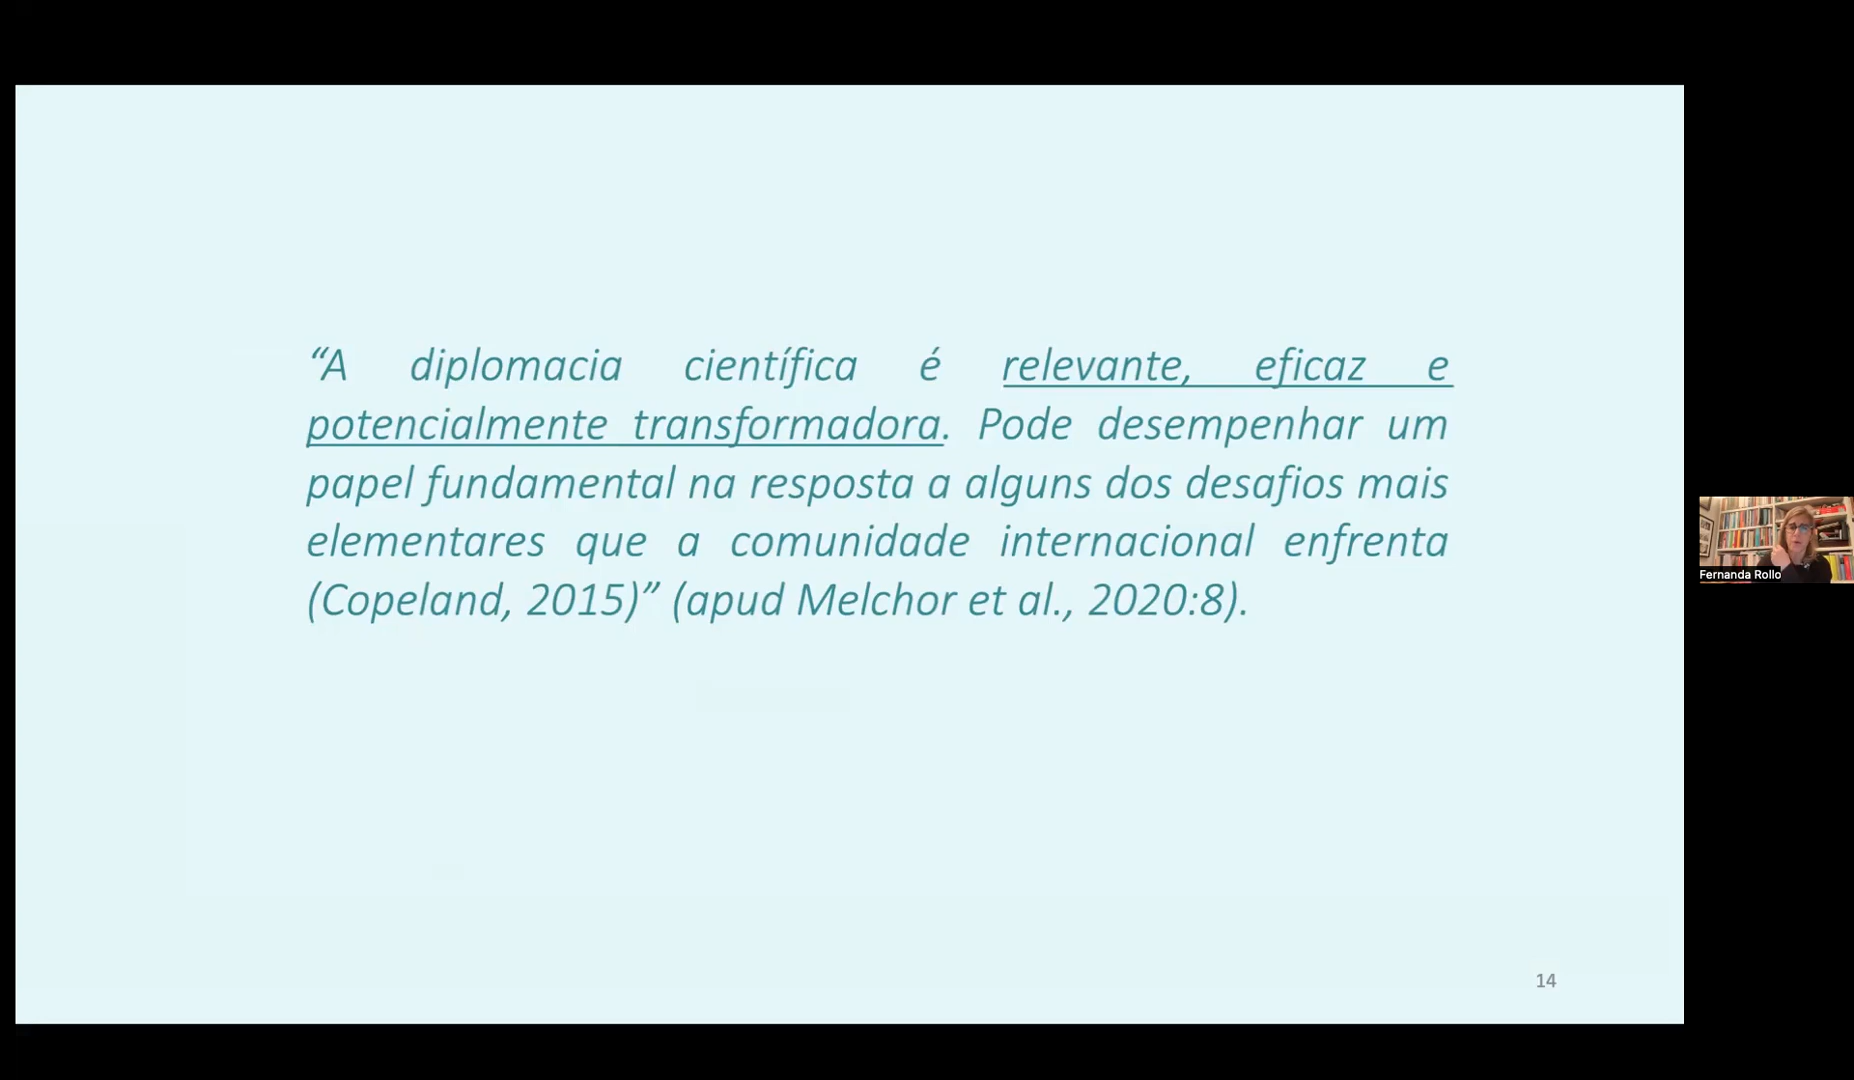 “A diplomacia científica é relevante, eficaz e
potencialmente transformadora. Pode desempenhar um
papel fundamental na resposta a alguns dos desafios mais
elementares que a comunidade internacional enfrenta
(Copeland, 2015)” (apud Melchor et al., 2020:8).
Fernanda Rollo
14